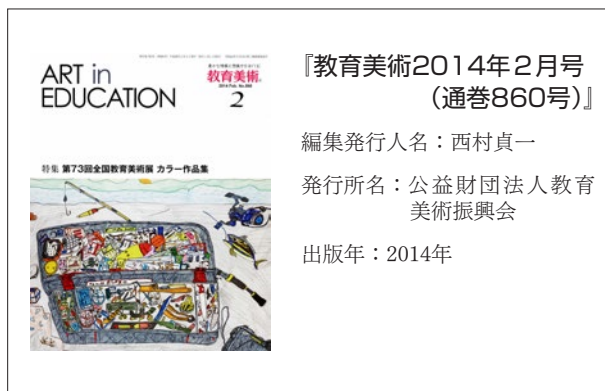 ART in
EDUCATION
教育美術
2014 Feb. No.860
2
特集 第73回全国教育美術展 カラー作品集
『教育美術2014年２月号
（通巻860号）』
編集発行人名：西村貞一
発行所名：公益財団法人教育
美術振興会
出版年：2014年